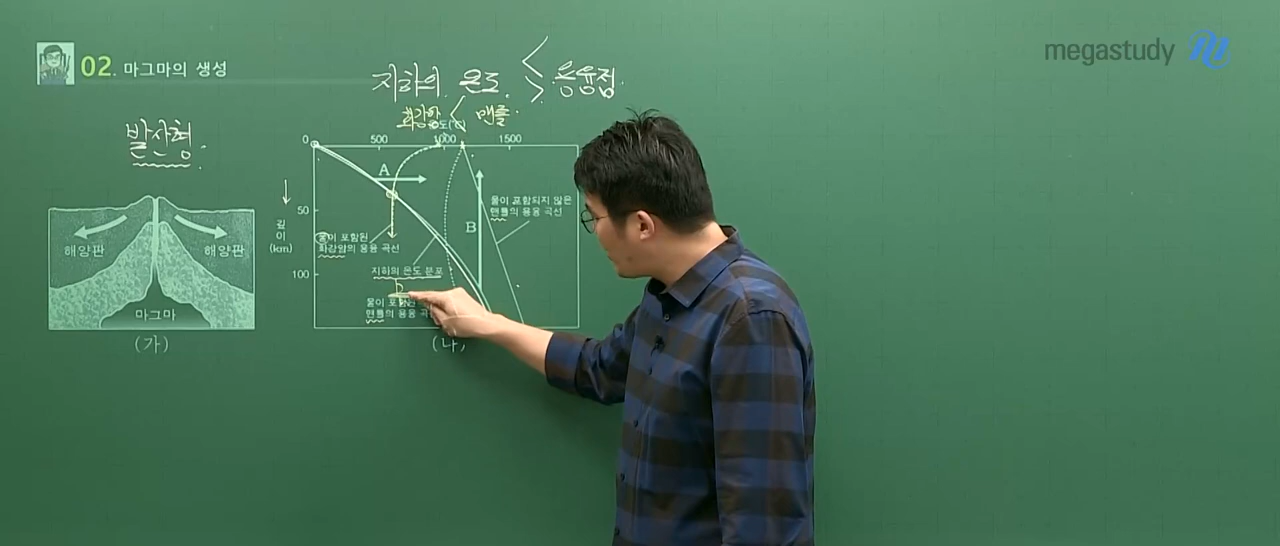 megastudy
02. 마그마의 생성
지하의 온도 < > 용융점
화강암 < 맨틀
발산형
0 500 1000 1500
A
50
깊이(km)
100
B
물이 포함되지 않은
맨틀의 용융 곡선
물이 포함된
화강암의 용융 곡선
지하의 온도 분포
물이 포함된
맨틀의 용융 곡선
해양판
해양판
마그마
(가)
(나)